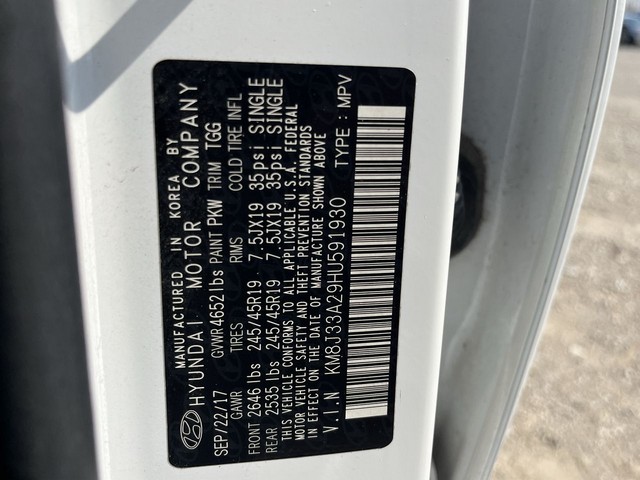 MANUFACTURED IN KOREA BY
HYUNDAI MOTOR COMPANY
SEP/22/17 GVWR 4652 lbs PAINT PKW TRIM TGG
GAWR TIRES RIMS COLD TIRE INFL
FRONT 2646 lbs 245/45R19 7.5JX19 35psi SINGLE
REAR 2535 lbs 245/45R19 7.5JX19 35psi SINGLE
THIS VEHICLE CONFORMS TO ALL APPLICABLE U.S.A. FEDERAL
MOTOR VEHICLE SAFETY AND THEFT PREVENTION STANDARDS
IN EFFECT ON THE DATE OF MANUFACTURE SHOWN ABOVE
V.I.N KM8J33A29HU591930 TYPE : MPV